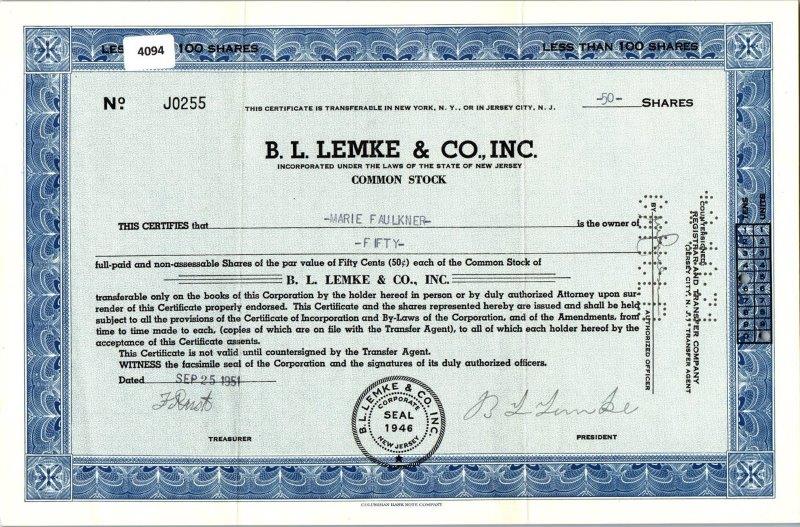 LESS THAN 100 SHARES
4094
100 SHARES
Nº J0255
THIS CERTIFICATE IS TRANSFERABLE IN NEW YORK, N. Y., OR IN JERSEY CITY, N. J.
-50- SHARES
B. L. LEMKE & CO., INC.
INCORPORATED UNDER THE LAWS OF THE STATE OF NEW JERSEY
COMMON STOCK
THIS CERTIFIES that -MARIE FAULKNER- is the owner of
-FIFTY-
full-paid and non-assessable Shares of the par value of Fifty Cents (50¢) each of the Common Stock of
B. L. LEMKE & CO., INC.
transferable only on the books of this Corporation by the holder hereof in person or by duly authorized Attorney upon sur-
render of this Certificate properly endorsed. This Certificate and the shares represented hereby are issued and shall be held
subject to all the provisions of the Certificate of Incorporation and By-Laws of the Corporation, and of the Amendments, from
time to time made to each, (copies of which are on file with the Transfer Agent), to all of which each holder hereof by the
acceptance of this Certificate assents.
This Certificate is not valid until countersigned by the Transfer Agent.
WITNESS the facsimile seal of the Corporation and the signatures of its duly authorized officers.
Dated SEP 25 1951
TREASURER
B.L. LEMKE & CO. INC.
CORPORATE
SEAL
1946
NEW JERSEY
B L Lemke
PRESIDENT
COUNTERSIGNED
REGISTRAR AND TRANSFER COMPANY
(JERSEY CITY, N. J.) TRANSFER AGENT
BY
AUTHORIZED OFFICER
TENS
UNITS
COLUMBIAN BANK NOTE COMPANY